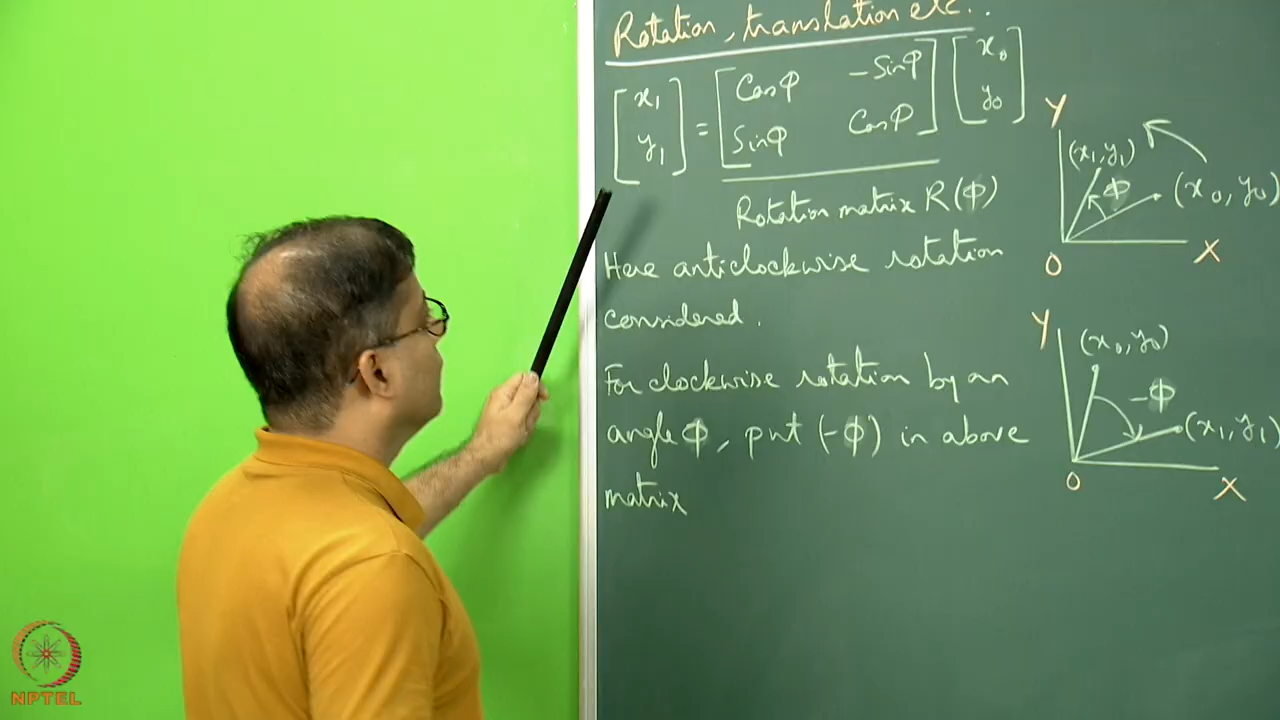 Rotation, translation etc..
[x₁ y₁] = [Cosφ -Sinφ Sinφ Cosφ] [x₀ y₀]
Rotation matrix R(φ)
Here anticlockwise rotation
considered.
For clockwise rotation by an
angle φ, put (-φ) in above
matrix
Y
(x₁, y₁)
φ
(x₀, y₀)
O
X
Y
(x₀, y₀)
-φ
(x₁, y₁)
O
X
NPTEL